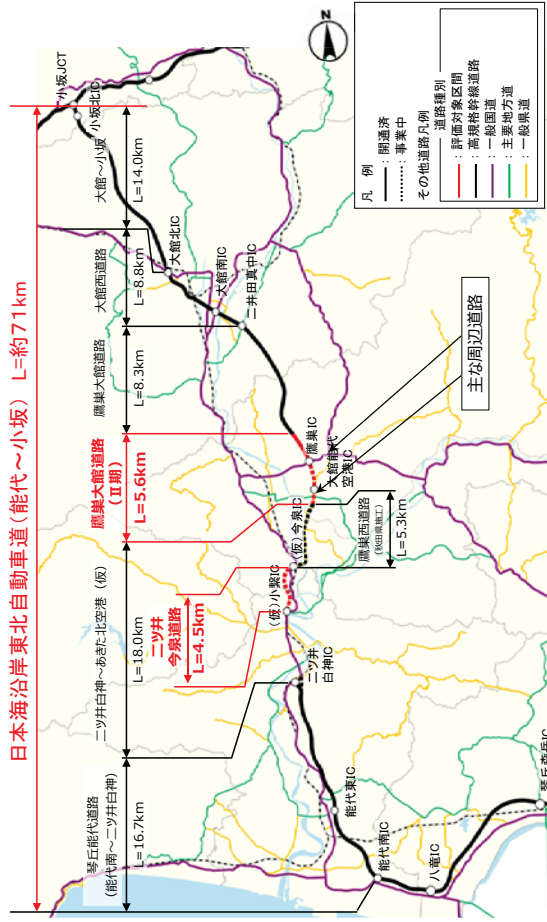 日本海沿岸東北自動車道(能代~小坂) L=約71km
琴丘能代道路
(能代南~二ツ井白神)
L=16.7km
二ツ井白神~あきた北空港(仮)
L=18.0km
鷹巣大館道路
(Ⅱ期)
L=5.6km
鷹巣大館道路
L=8.3km
大館西道路
L=8.8km
大館~小坂
L=14.0km
二ツ井
今泉道路
L=4.5km
鷹巣西道路
(秋田県施工)
L=5.3km
小坂JCT
小坂北IC
大館北IC
大館南IC
二井田真中IC
鷹巣IC
大館能代
空港IC
(仮)今泉IC
(仮)小繋IC
二ツ井
白神IC
能代東IC
能代南IC
八竜IC
琴丘森岳IC
主な周辺道路
N
凡 例
:開通済
:事業中
その他道路凡例
道路種別
:評価対象区間
:高規格幹線道路
:一般国道
:主要地方道
:一般県道